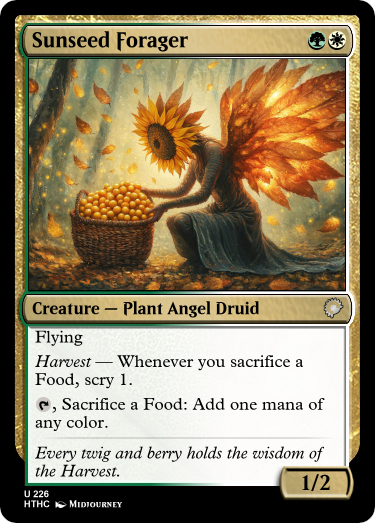 Sunseed Forager
Creature — Plant Angel Druid
Flying
Harvest — Whenever you sacrifice a
Food, scry 1.
, Sacrifice a Food: Add one mana of
any color.
Every twig and berry holds the wisdom of
the Harvest.
1/2
U 226
HTHC MIDJOURNEY